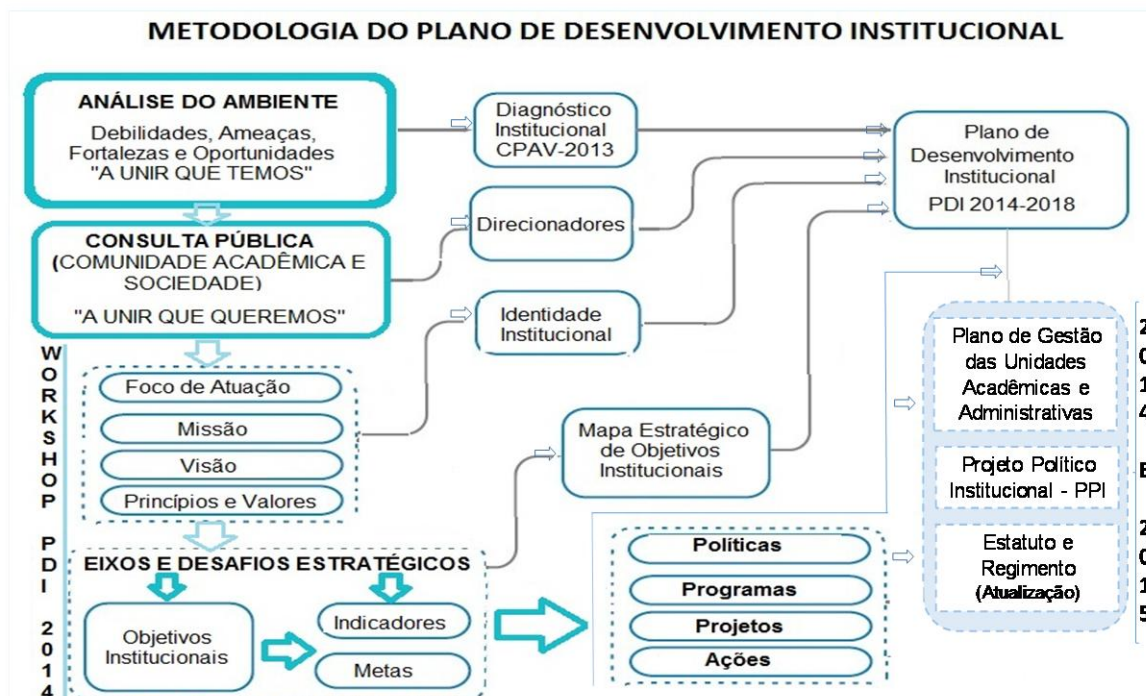 METODOLOGIA DO PLANO DE DESENVOLVIMENTO INSTITUCIONAL
ANÁLISE DO AMBIENTE
Debilidades, Ameaças,
Fortalezas e Oportunidades
"A UNIR QUE TEMOS"
Diagnóstico
Institucional
CPAV-2013
Plano de
Desenvolvimento
Institucional
PDI 2014-2018
CONSULTA PÚBLICA
(COMUNIDADE ACADÊMICA E
SOCIEDADE)
"A UNIR QUE QUEREMOS"
Direcionadores
Identidade
Institucional
WORKSHOP PDI 2014
Foco de Atuação
Missão
Visão
Princípios e Valores
Mapa Estratégico
de Objetivos
Institucionais
EIXOS E DESAFIOS ESTRATÉGICOS
Objetivos
Institucionais
Indicadores
Metas
Políticas
Programas
Projetos
Ações
Plano de Gestão
das Unidades
Acadêmicas e
Administrativas
Projeto Político
Institucional - PPI
Estatuto e
Regimento
(Atualização)
2014 E 2015